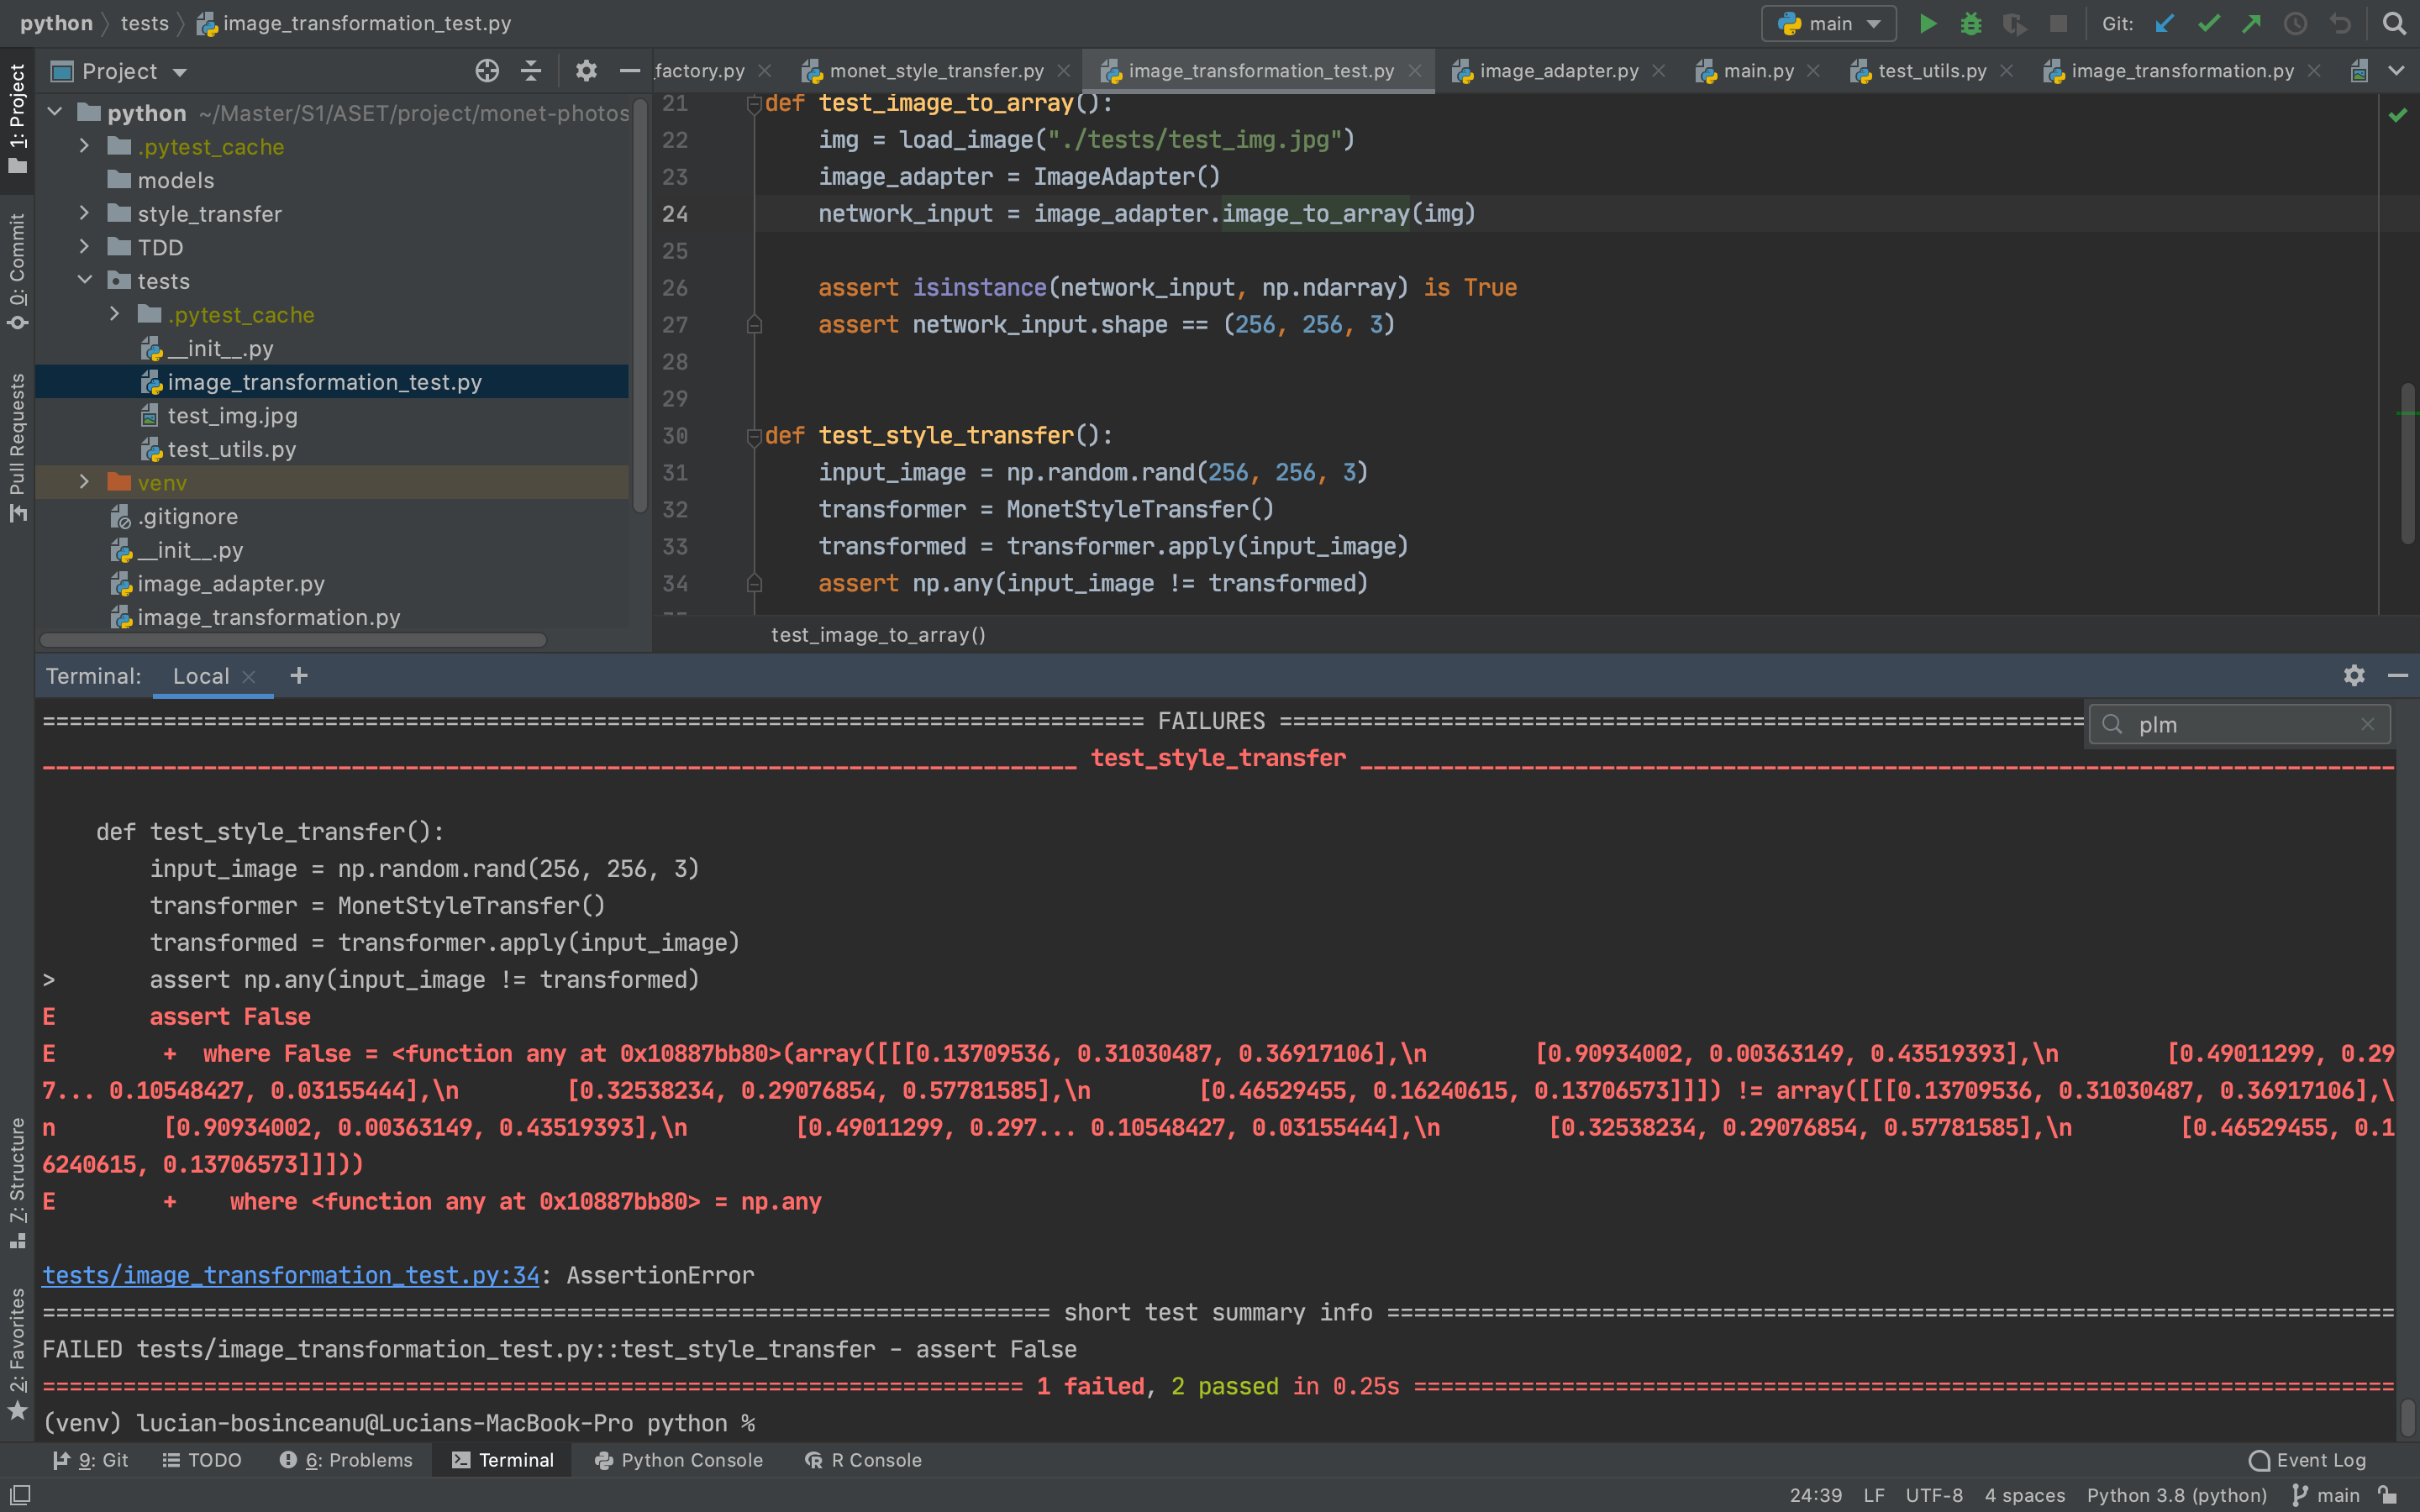 python tests image_transformation_test.py
main Git:
1: Project
Project
factory.py monet_style_transfer.py image_transformation_test.py image_adapter.py main.py test_utils.py image_transformation.py
python ~/Master/S1/ASET/project/monet-photos
.pytest_cache
models
style_transfer
TDD
tests
.pytest_cache
__init__.py
image_transformation_test.py
test_img.jpg
test_utils.py
venv
.gitignore
__init__.py
image_adapter.py
image_transformation.py
0: Commit
Pull Requests
21 def test_image_to_array():
22 img = load_image("./tests/test_img.jpg")
23 image_adapter = ImageAdapter()
24 network_input = image_adapter.image_to_array(img)
25
26 assert isinstance(network_input, np.ndarray) is True
27 assert network_input.shape == (256, 256, 3)
28
29
30 def test_style_transfer():
31 input_image = np.random.rand(256, 256, 3)
32 transformer = MonetStyleTransfer()
33 transformed = transformer.apply(input_image)
34 assert np.any(input_image != transformed)
test_image_to_array()
Terminal: Local +
FAILURES
plm
test_style_transfer
def test_style_transfer():
input_image = np.random.rand(256, 256, 3)
transformer = MonetStyleTransfer()
transformed = transformer.apply(input_image)
> assert np.any(input_image != transformed)
E assert False
E + where False = <function any at 0x10887bb80>(array([[[0.13709536, 0.31030487, 0.36917106],\n [0.90934002, 0.00363149, 0.43519393],\n [0.49011299, 0.29
7... 0.10548427, 0.03155444],\n [0.32538234, 0.29076854, 0.57781585],\n [0.46529455, 0.16240615, 0.13706573]]]) != array([[[0.13709536, 0.31030487, 0.36917106],\
n [0.90934002, 0.00363149, 0.43519393],\n [0.49011299, 0.297... 0.10548427, 0.03155444],\n [0.32538234, 0.29076854, 0.57781585],\n [0.46529455, 0.1
6240615, 0.13706573]]]))
E + where <function any at 0x10887bb80> = np.any
tests/image_transformation_test.py:34: AssertionError
short test summary info
FAILED tests/image_transformation_test.py::test_style_transfer - assert False
1 failed, 2 passed in 0.25s
(venv) lucian-bosinceanu@Lucians-MacBook-Pro python %
Z: Structure
2: Favorites
9: Git TODO 6: Problems Terminal Python Console R Console Event Log
24:39 LF UTF-8 4 spaces Python 3.8 (python) main